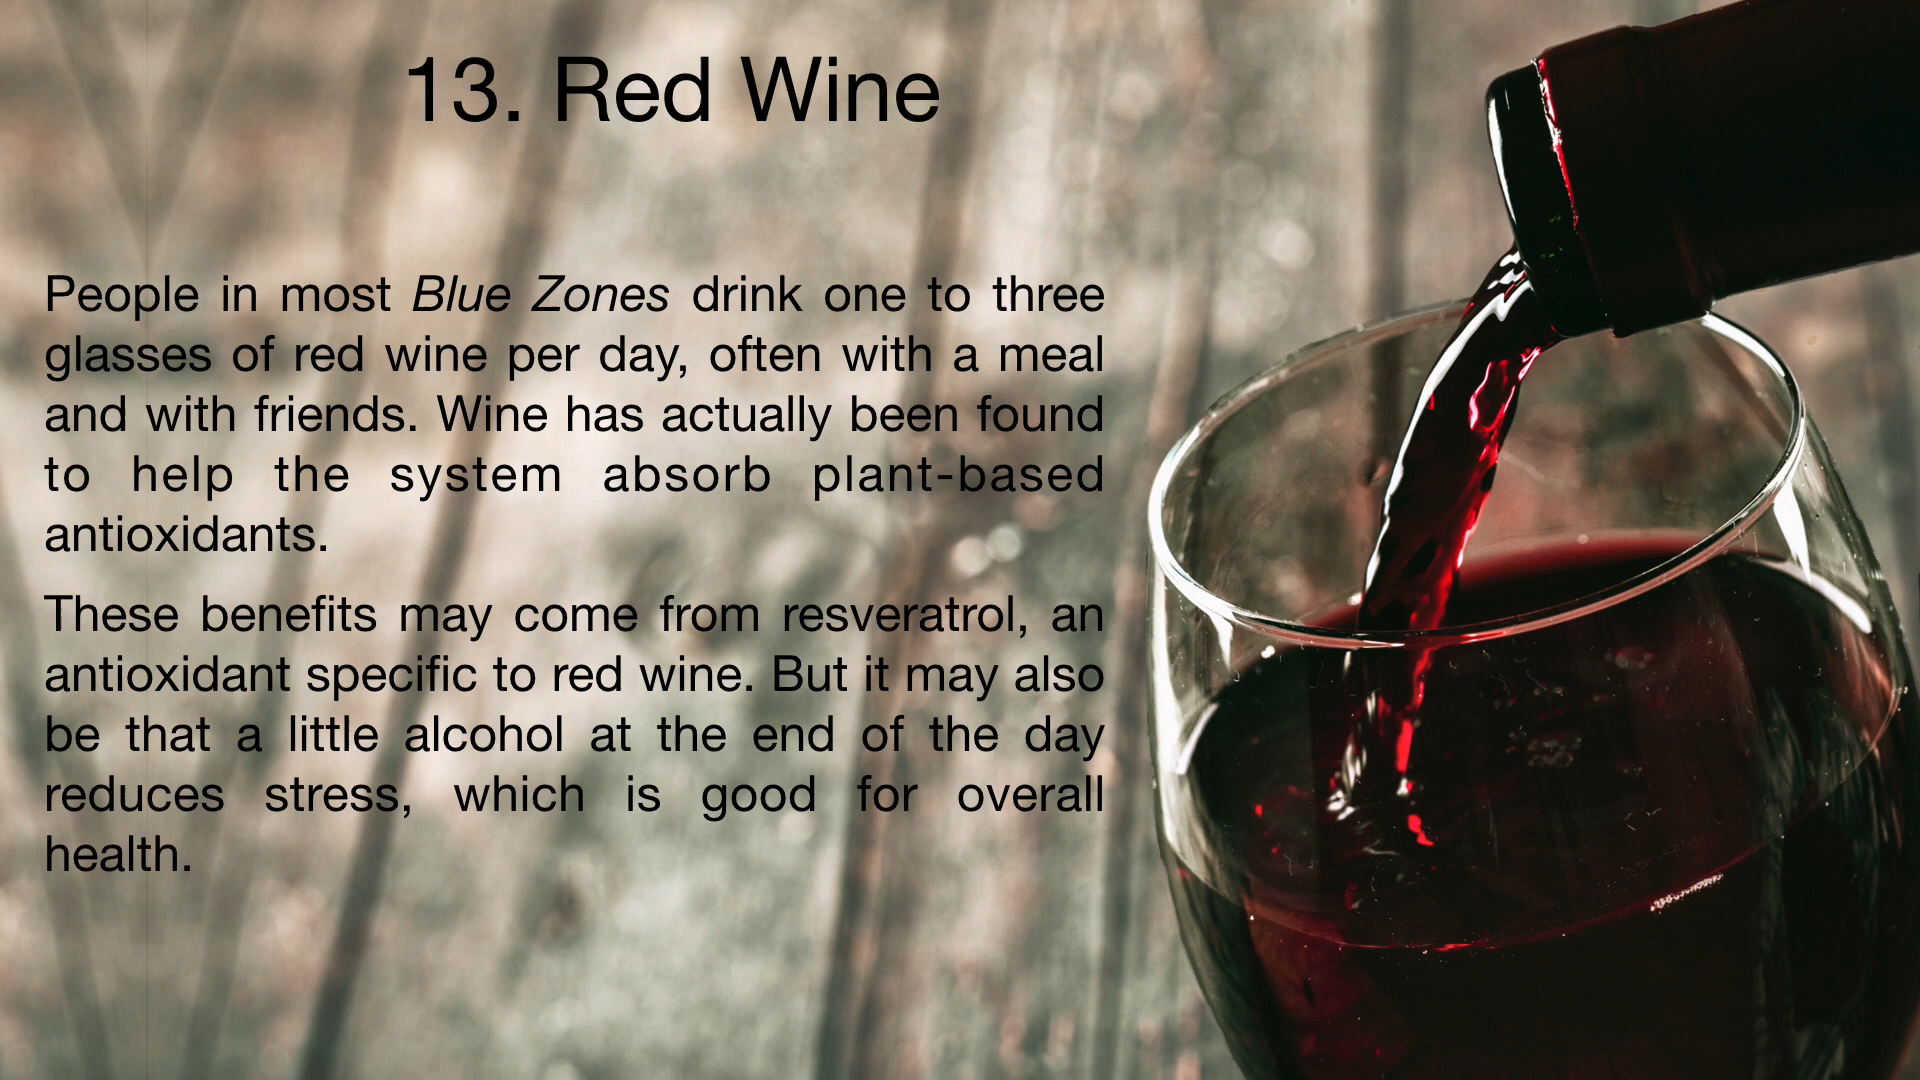 13. Red Wine
People in most Blue Zones drink one to three
glasses of red wine per day, often with a meal
and with friends. Wine has actually been found
to help the system absorb plant-based
antioxidants.
These benefits may come from resveratrol, an
antioxidant specific to red wine. But it may also
be that a little alcohol at the end of the day
reduces stress, which is good for overall
health.